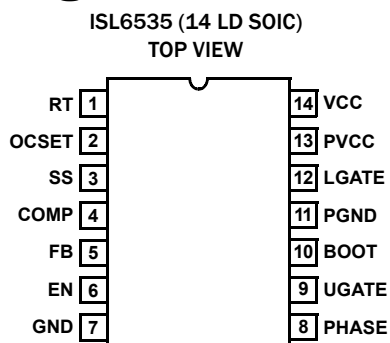 ISL6535 (14 LD SOIC)
TOP VIEW
RT 1 14 VCC
OCSET 2 13 PVCC
SS 3 12 LGATE
COMP 4 11 PGND
FB 5 10 BOOT
EN 6 9 UGATE
GND 7 8 PHASE